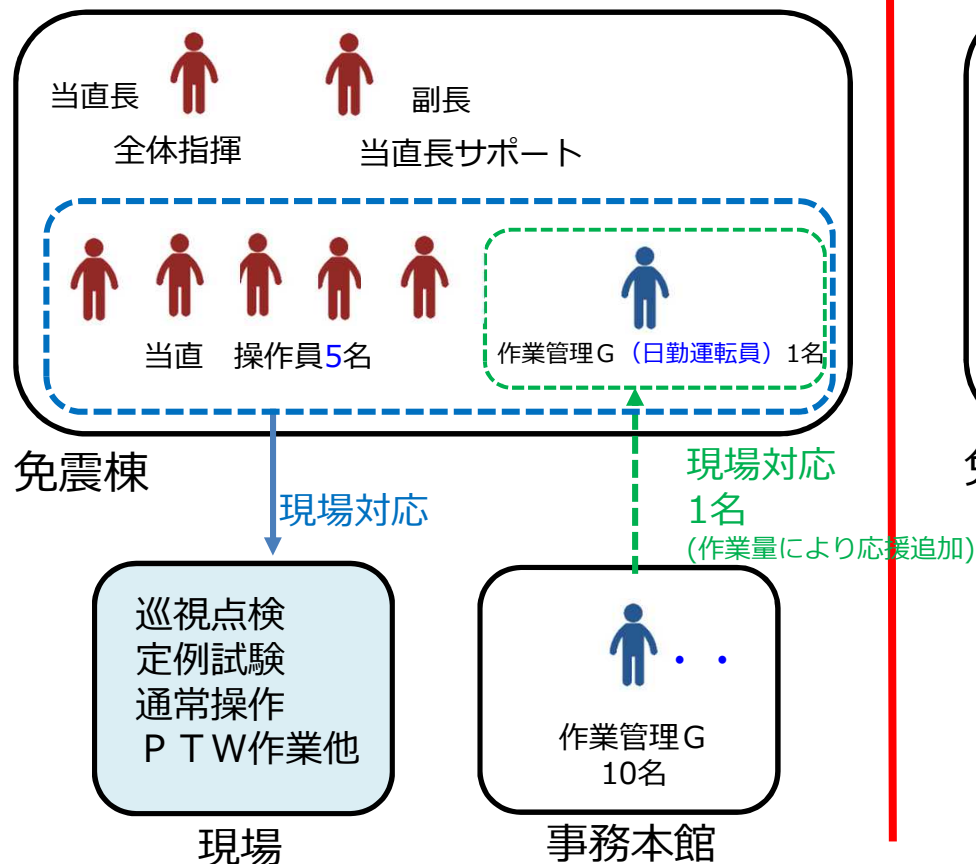 当直長
副長
全体指揮
当直長サポート
当直 操作員5名
作業管理G（日勤運転員）1名
免震棟
現場対応
現場対応
1名
(作業量により応援追加)
巡視点検
定例試験
通常操作
ＰＴＷ作業他
現場
・・
作業管理G
10名
事務本館